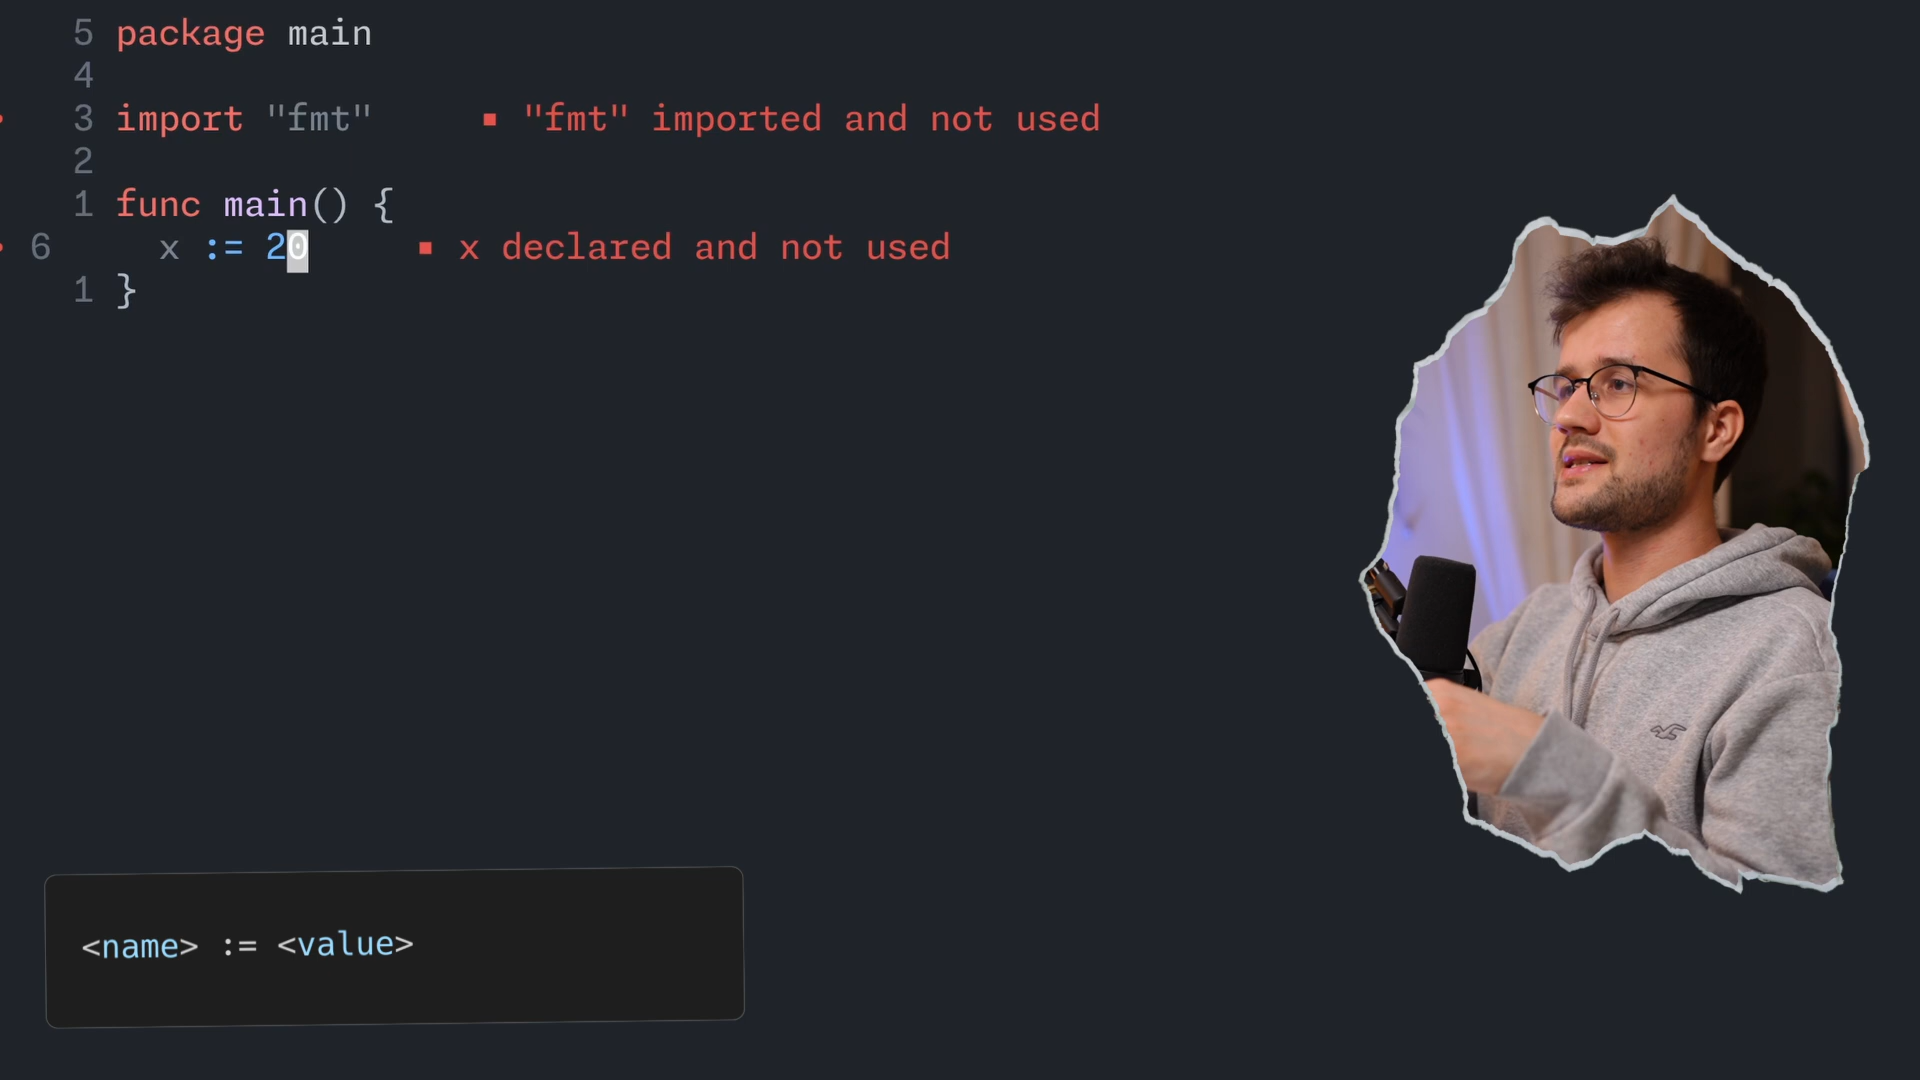 5 package main
4
3 import "fmt" ▪ "fmt" imported and not used
2
1 func main() {
6 x := 20 ▪ x declared and not used
1 }
<name> := <value>